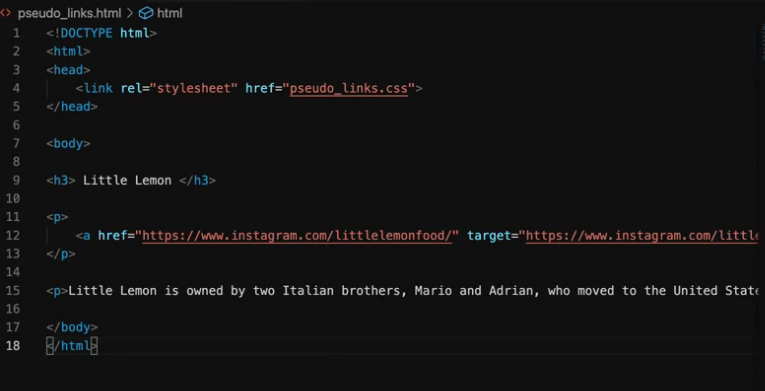 pseudo_links.html > html
1 <!DOCTYPE html>
2 <html>
3 <head>
4 <link rel="stylesheet" href="pseudo_links.css">
5 </head>
6
7 <body>
8
9 <h3> Little Lemon </h3>
10
11 <p>
12 <a href="https://www.instagram.com/littlelemonfood/" target="https://www.instagram.com/little
13 </p>
14
15 <p>Little Lemon is owned by two Italian brothers, Mario and Adrian, who moved to the United State
16
17 </body>
18 </html>